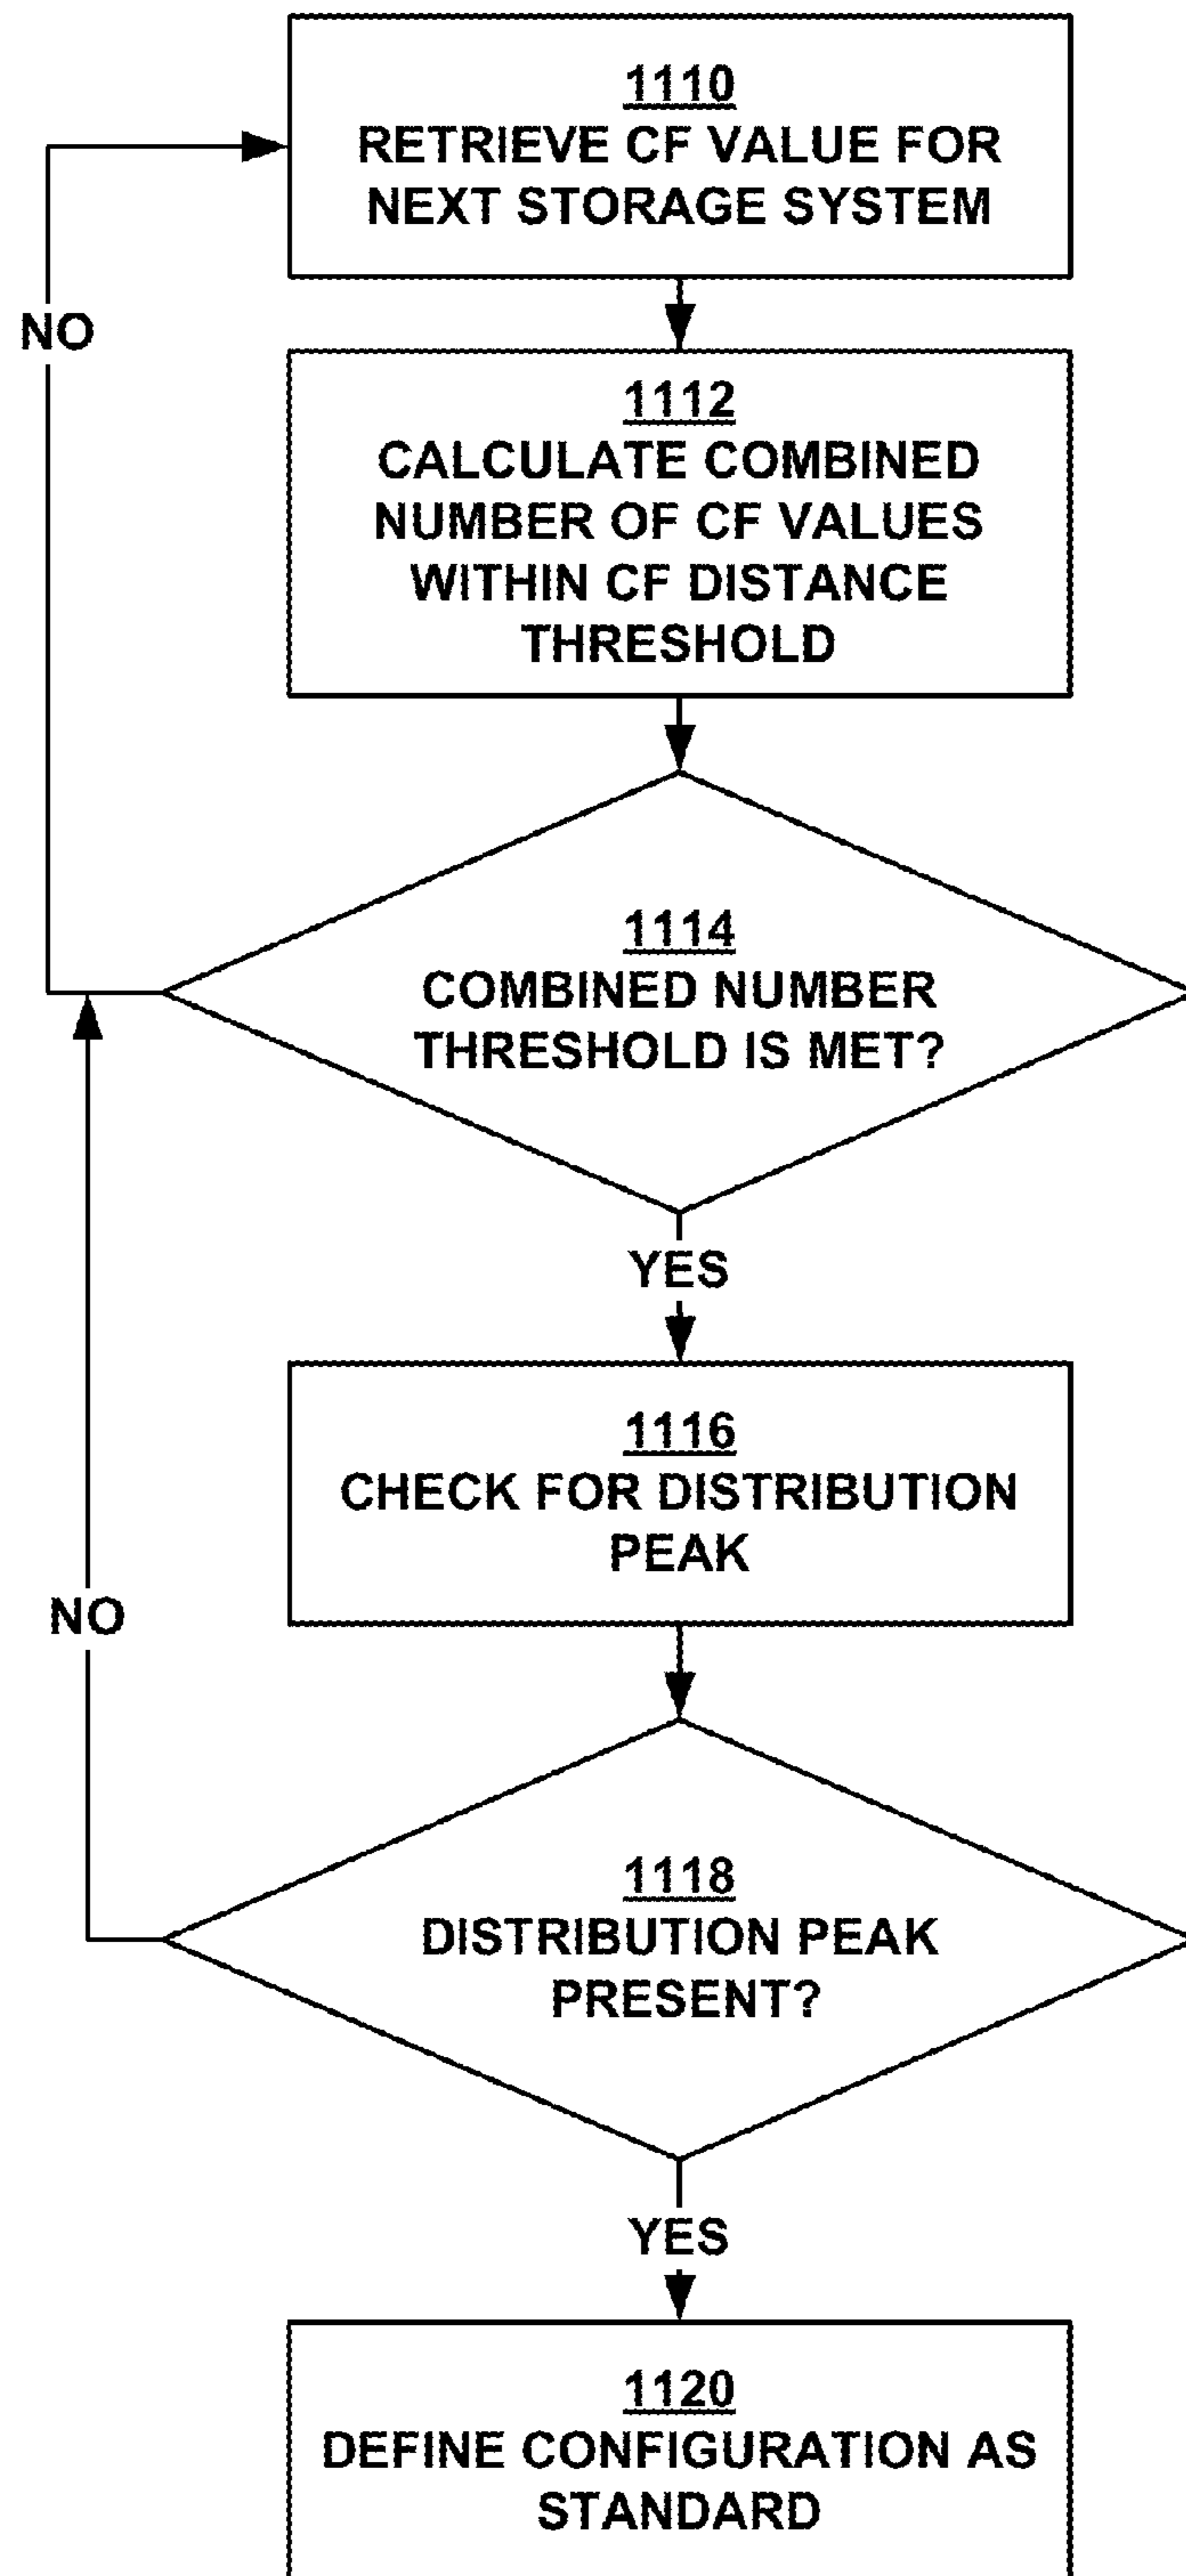 1110
RETRIEVE CF VALUE FOR
NEXT STORAGE SYSTEM
NO
1112
CALCULATE COMBINED
NUMBER OF CF VALUES
WITHIN CF DISTANCE
THRESHOLD
1114
COMBINED NUMBER
THRESHOLD IS MET?
YES
1116
CHECK FOR DISTRIBUTION
PEAK
NO
1118
DISTRIBUTION PEAK
PRESENT?
YES
1120
DEFINE CONFIGURATION AS
STANDARD